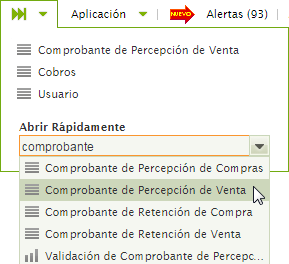 Aplicación NUEVO Alertas (93)
Comprobante de Percepción de Venta
Cobros
Usuario
Abrir Rápidamente
comprobante
Comprobante de Percepción de Compras
Comprobante de Percepción de Venta
Comprobante de Retención de Compra
Comprobante de Retención de Venta
Validación de Comprobante de Percepc...